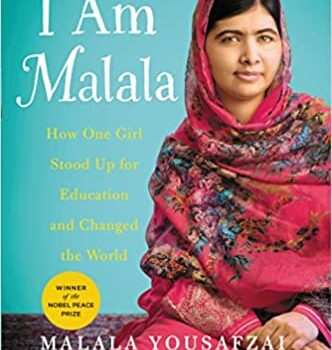 I Am
Malala
How One Girl
Stood Up for
Education
and Changed
the World
WINNER
of the
NOBEL PEACE
PRIZE
MALALA YOUSAFZAI